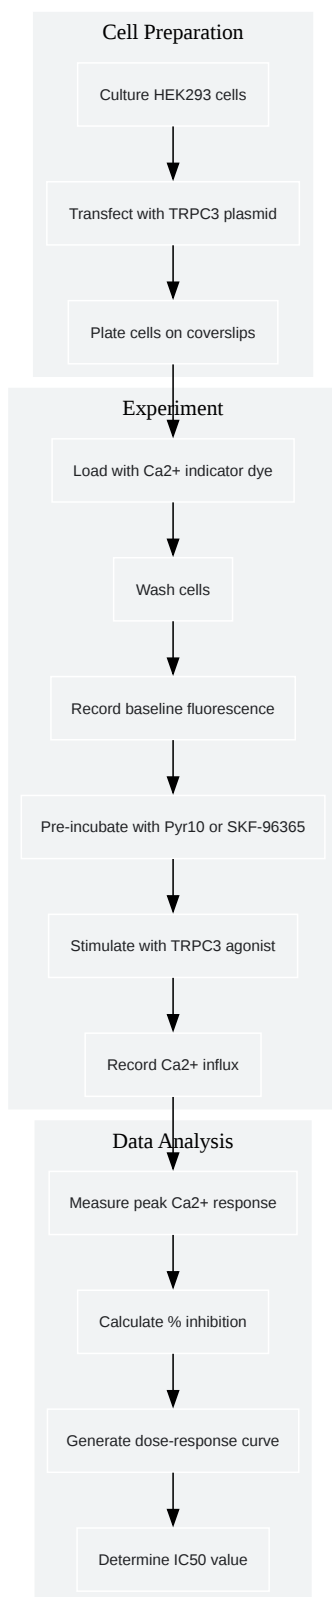 Cell Preparation
Culture HEK293 cells
Transfect with TRPC3 plasmid
Plate cells on coverslips
Experiment
Load with Ca2+ indicator dye
Wash cells
Record baseline fluorescence
Pre-incubate with Pyr10 or SKF-96365
Stimulate with TRPC3 agonist
Record Ca2+ influx
Data Analysis
Measure peak Ca2+ response
Calculate % inhibition
Generate dose-response curve
Determine IC50 value